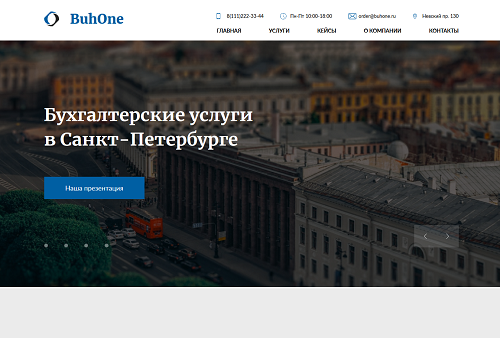 BuhOne
8(111)222-33-44
Пн-Пт 10:00-18:00
order@buhone.ru
Невский пр. 130
ГЛАВНАЯ
УСЛУГИ
КЕЙСЫ
О КОМПАНИИ
КОНТАКТЫ
Бухгалтерские услуги
в Санкт-Петербурге
Наша презентация